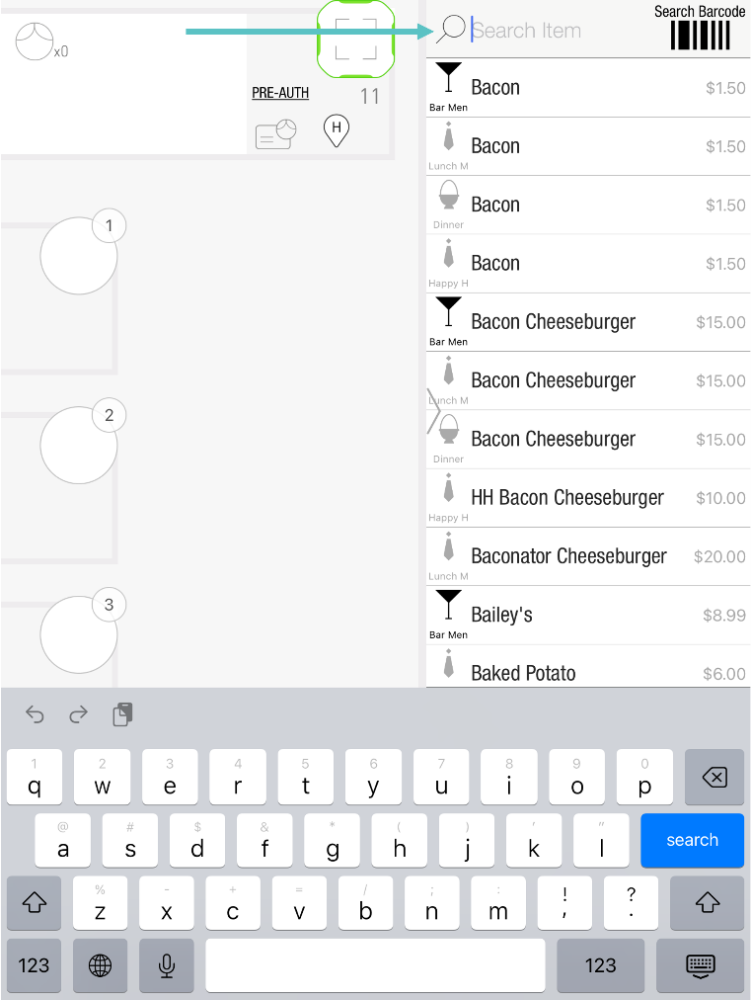 x0
PRE-AUTH
11
H
1
2
3
Search Item
Search Barcode
Bar Men
Bacon
$1.50
Lunch M
Bacon
$1.50
Dinner
Bacon
$1.50
Happy H
Bacon
$1.50
Bar Men
Bacon Cheeseburger
$15.00
Lunch M
Bacon Cheeseburger
$15.00
Dinner
Bacon Cheeseburger
$15.00
Happy H
HH Bacon Cheeseburger
$10.00
Lunch M
Baconator Cheeseburger
$20.00
Bar Men
Bailey's
$8.99
Baked Potato
$6.00
1 2 3 4 5 6 7 8 9 0
q w e r t y u i o p
@ # $ & * ( ) ' "
a s d f g h j k l search
% - + = / ; : ! ?
z x c v b n m , .
123 123